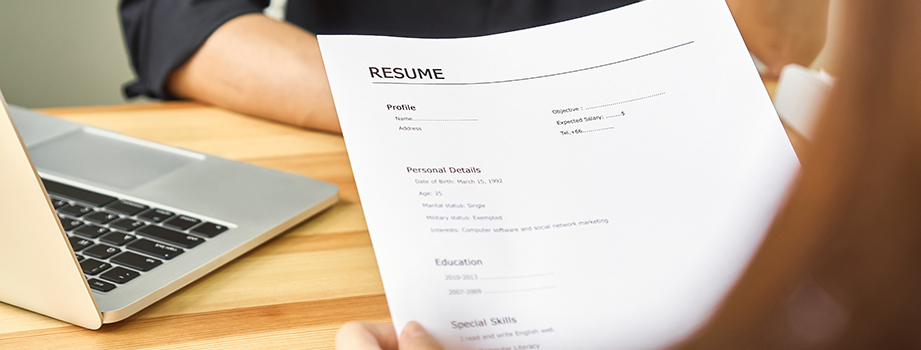 RESUME
Profile
Name..............................
Address
Objective : ..............................
Expected Salary: ........$
Tel.+66..............
Personal Details
Date of Birth: March 15, 1992
Age: 25
Marital status: Single
Military status: Exempted
Interests: Computer software and social network marketing
Education
2010-2013 ..............................
2007-2009 ..............................
Special Skills
I read and write English well.
Computer Literacy